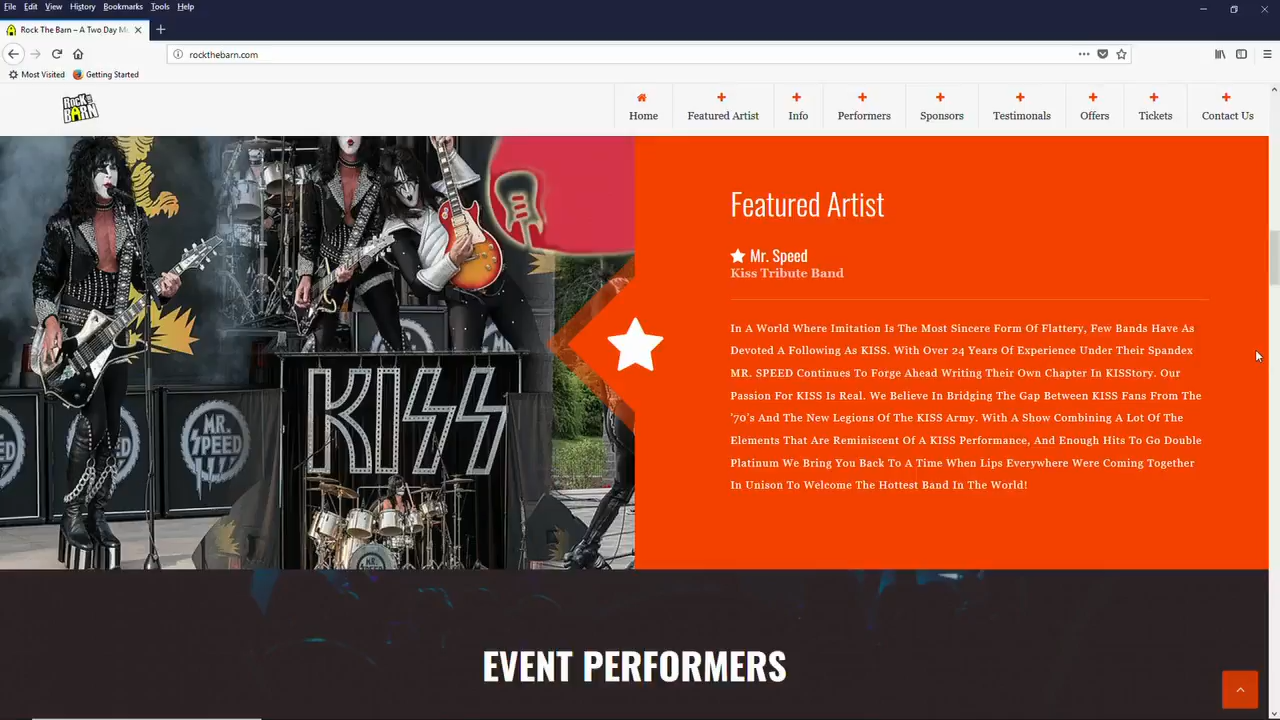 File Edit View History Bookmarks Tools Help
Rock The Barn – A Two Day Mu
rockthebarn.com
Most Visited Getting Started
ROCK THE BARN
Home Featured Artist Info Performers Sponsors Testimonials Offers Tickets Contact Us
Featured Artist
Mr. Speed
Kiss Tribute Band
In A World Where Imitation Is The Most Sincere Form Of Flattery, Few Bands Have As
Devoted A Following As KISS. With Over 24 Years Of Experience Under Their Spandex
MR. SPEED Continues To Forge Ahead Writing Their Own Chapter In KISStory. Our
Passion For KISS Is Real. We Believe In Bridging The Gap Between KISS Fans From The
'70's And The New Legions Of The KISS Army. With A Show Combining A Lot Of The
Elements That Are Reminiscent Of A KISS Performance, And Enough Hits To Go Double
Platinum We Bring You Back To A Time When Lips Everywhere Were Coming Together
In Unison To Welcome The Hottest Band In The World!
KISS
MR.
SPEED
EVENT PERFORMERS